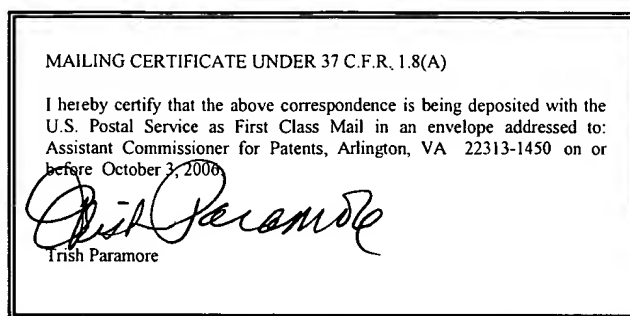 MAILING CERTIFICATE UNDER 37 C.F.R. 1.8(A)
I hereby certify that the above correspondence is being deposited with the
U.S. Postal Service as First Class Mail in an envelope addressed to:
Assistant Commissioner for Patents, Arlington, VA 22313-1450 on or
before October 3,
Trish Paramore
Trish Paramore